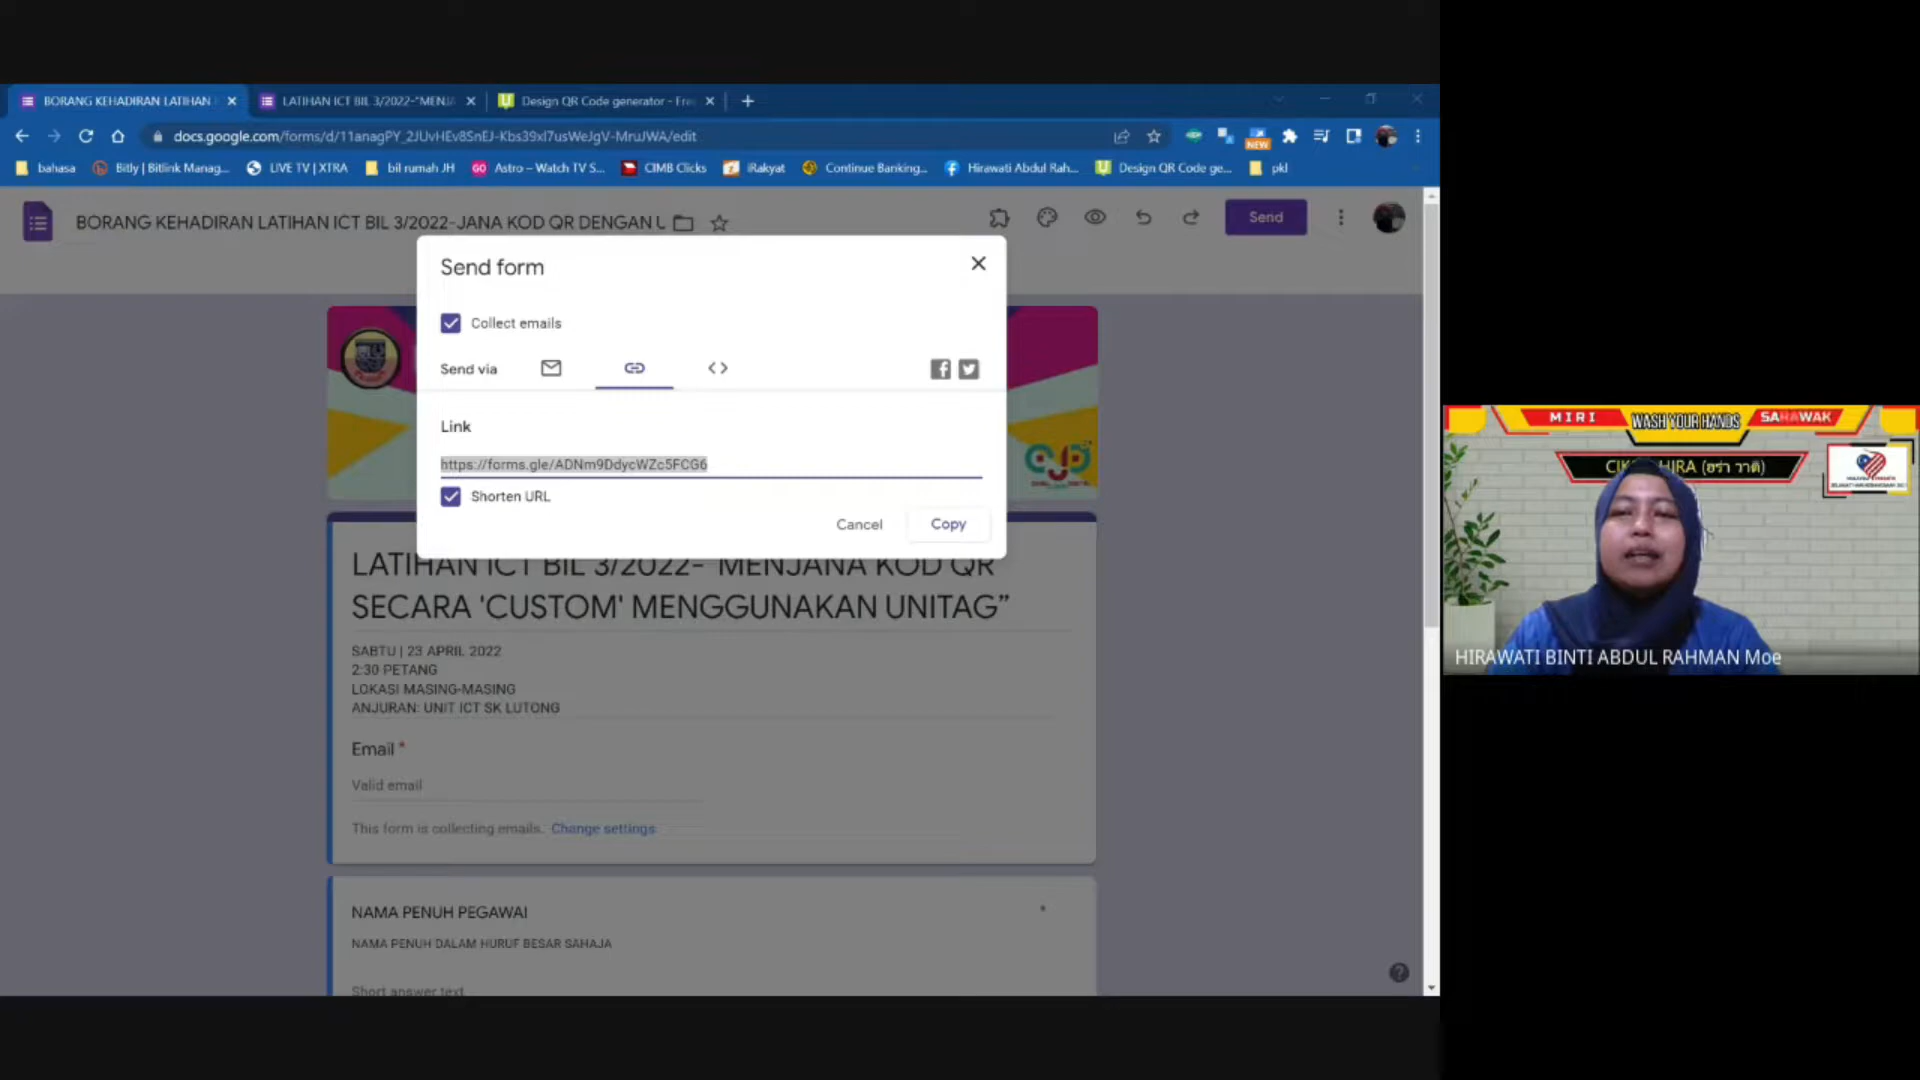 BORANG KEHADIRAN LATIHAN
LATIHAN ICT BIL 3/2022-"MENJA
Design QR Code generator - Fre
docs.google.com/forms/d/11anagPY_2JUvHEv8SnEJ-Kbs39xI7usWeJgV-MruJWA/edit
NEW
bahasa
Bitly | Bitlink Manag...
LIVE TV | XTRA
bil rumah JH
GO Astro – Watch TV S...
CIMB Clicks
iRakyat
Continue Banking...
Hirawati Abdul Rah...
Design QR Code ge...
pkl
BORANG KEHADIRAN LATIHAN ICT BIL 3/2022-JANA KOD QR DENGAN U
Send
Send form
Collect emails
Send via
Link
https://forms.gle/ADNm9DdycWZc5FCG6
Shorten URL
Cancel
Copy
LATIHAN ICT BIL 3/2022-"MENJANA KOD QR
SECARA 'CUSTOM' MENGGUNAKAN UNITAG”
SABTU | 23 APRIL 2022
2:30 PETANG
LOKASI MASING-MASING
ANJURAN: UNIT ICT SK LUTONG
Email *
Valid email
This form is collecting emails. Change settings
NAMA PENUH PEGAWAI *
NAMA PENUH DALAM HURUF BESAR SAHAJA
Short answer text
MIRI
WASH YOUR HANDS
SARAWAK
HIRAWATI BINTI ABDUL RAHMAN Moe